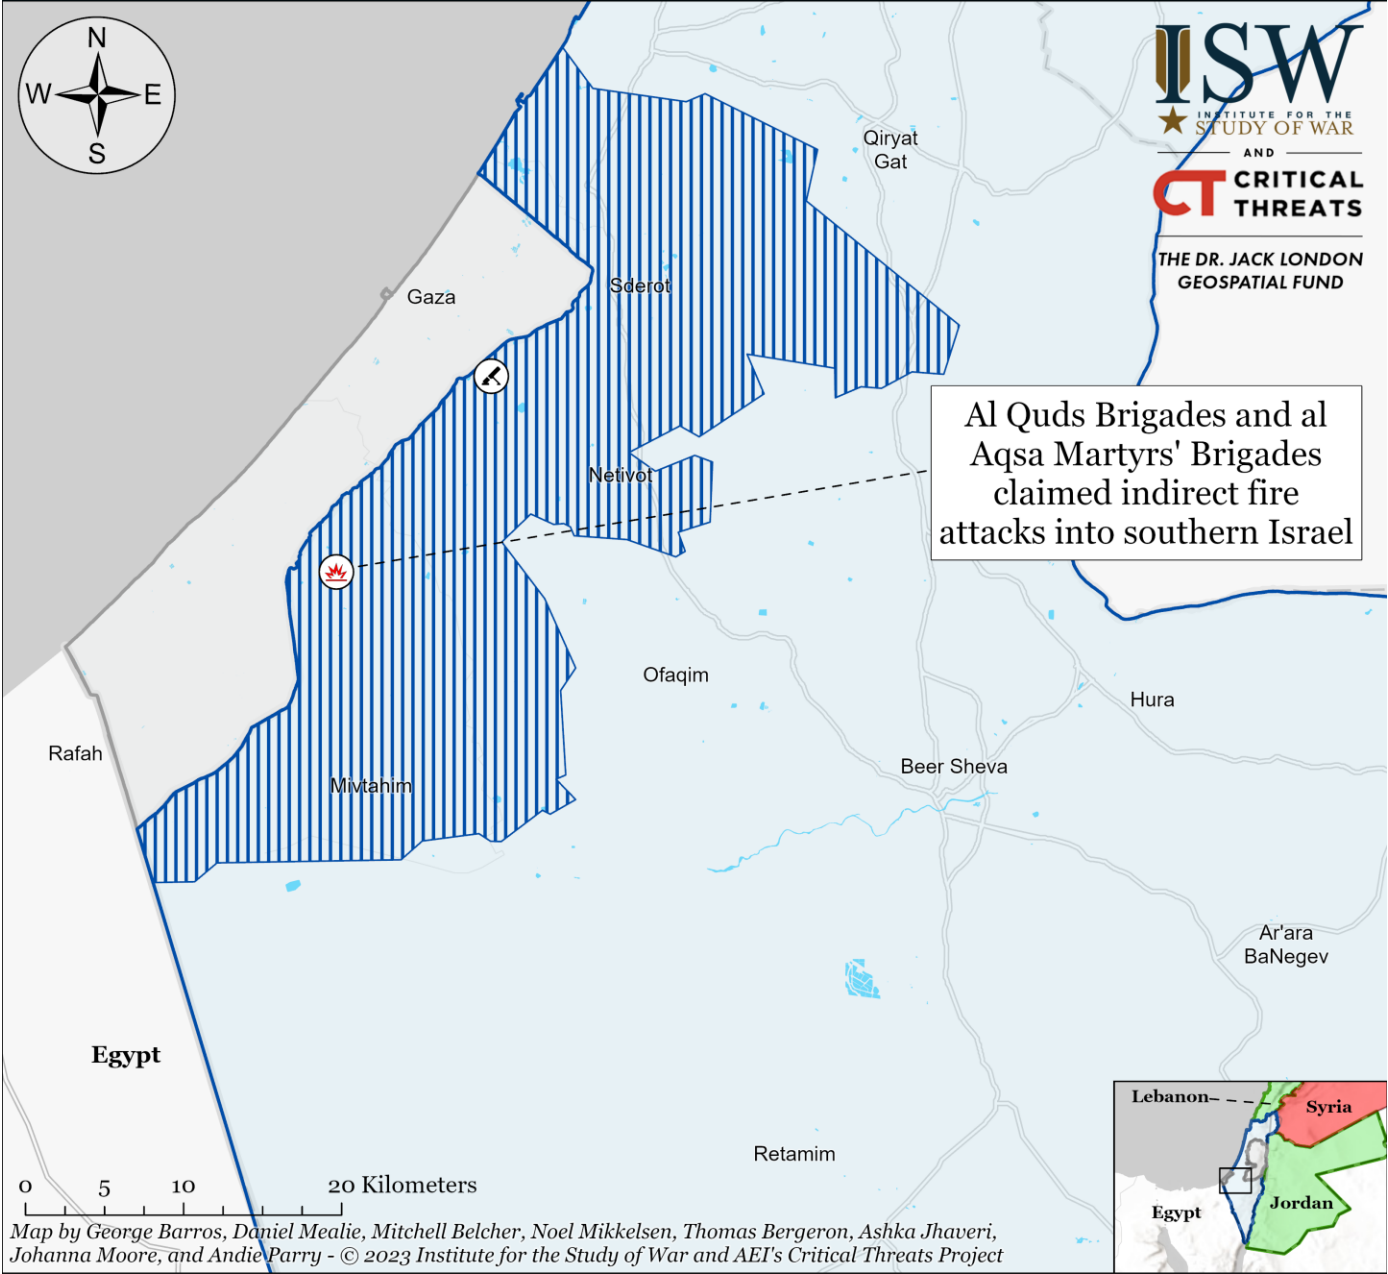 N
W
E
S
ISW
INSTITUTE FOR THE
STUDY OF WAR
AND
CT CRITICAL
THREATS
THE DR. JACK LONDON
GEOSPATIAL FUND
Qiryat
Gat
Sderot
Gaza
Al Quds Brigades and al
Aqsa Martyrs' Brigades
claimed indirect fire
attacks into southern Israel
Netivot
Ofaqim
Hura
Rafah
Beer Sheva
Mivtahim
Ar'ara
BaNegev
Egypt
Retamim
Lebanon
Syria
Jordan
Egypt
0 5 10 20 Kilometers
Map by George Barros, Daniel Mealie, Mitchell Belcher, Noel Mikkelsen, Thomas Bergeron, Ashka Jhaveri,
Johanna Moore, and Andie Parry - © 2023 Institute for the Study of War and AEI's Critical Threats Project